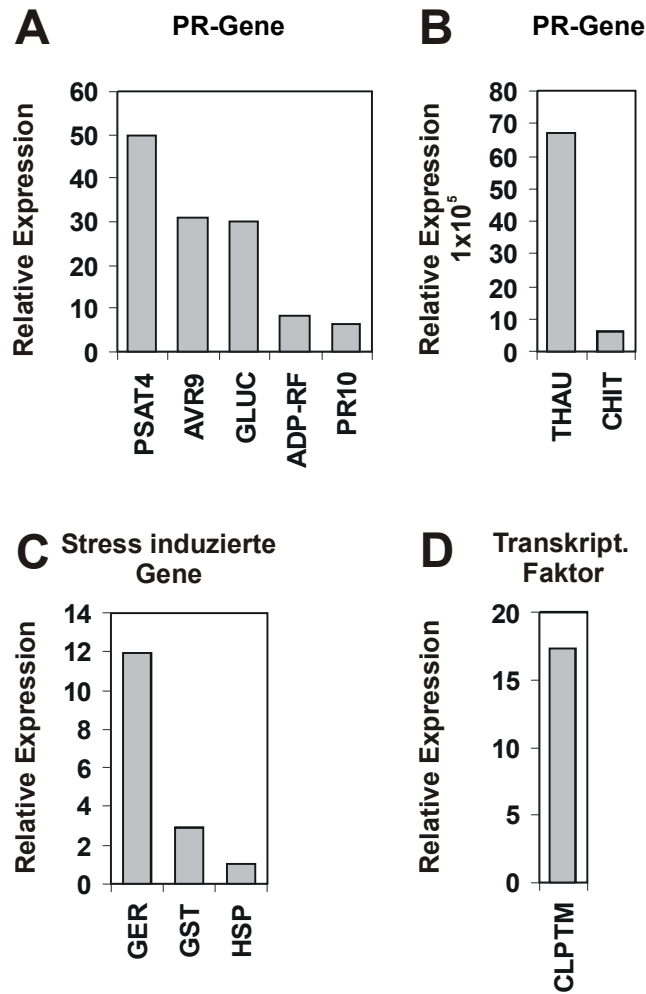 A
PR-Gene
Relative Expression
60
50
40
30
20
10
0
PSAT4
AVR9
GLUC
ADP-RF
PR10
B
PR-Gene
Relative Expression
1x10⁵
80
70
60
50
40
30
20
10
0
THAU
CHIT
C
Stress induzierte
Gene
Relative Expression
14
12
10
8
6
4
2
0
GER
GST
HSP
D
Transkript.
Faktor
Relative Expression
20
15
10
5
0
CLPTM